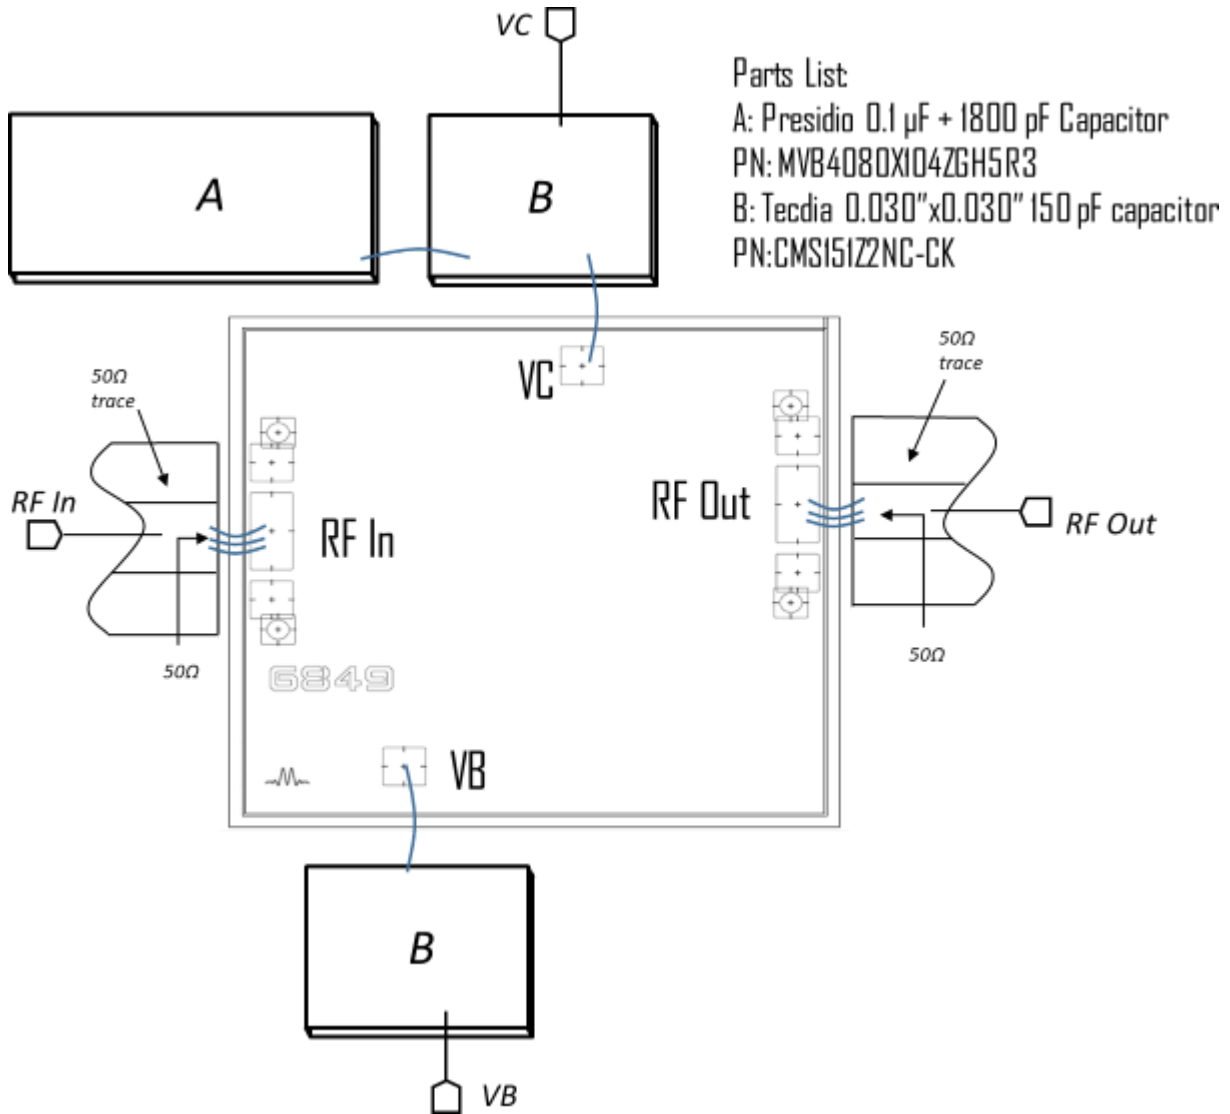 VC
Parts List:
A: Presidio 0.1 µF + 1800 pF Capacitor
PN: MVB4080X104ZGH5R3
B: Tecdia 0.030"x0.030" 150 pF capacitor
PN:CMS151Z2NC-CK
A
B
VC
50Ω
trace
50Ω
trace
RF In
RF In
RF Out
RF Out
50Ω
50Ω
G849
VB
B
VB